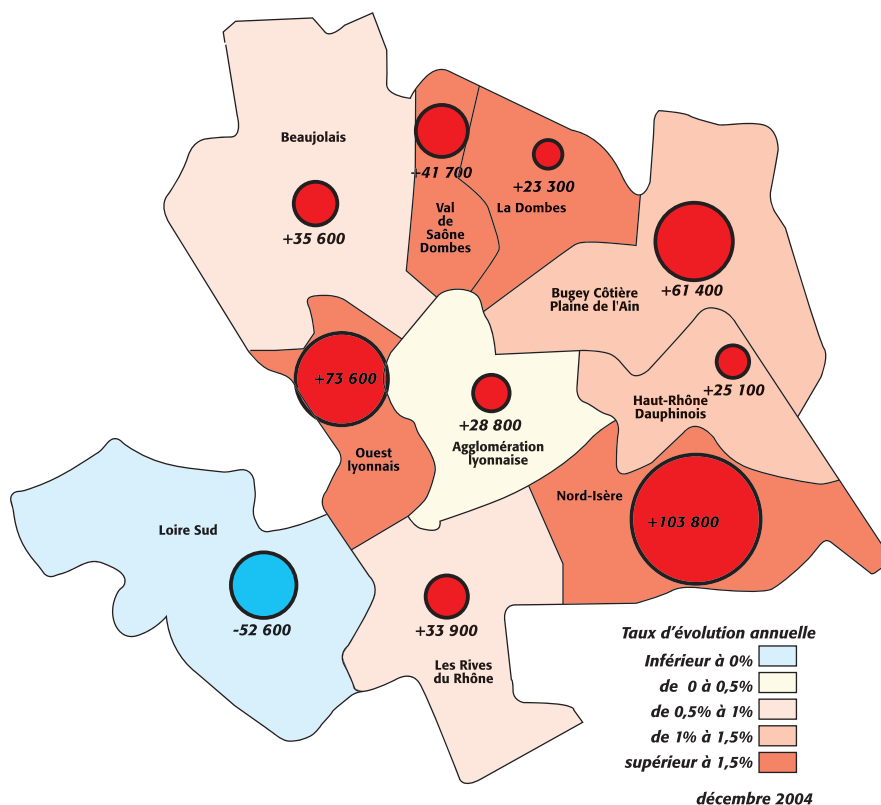 Beaujolais
+35 600
+41 700
Val
de
Saône
Dombes
+23 300
La Dombes
+61 400
Bugey Côtière
Plaine de l'Ain
+73 600
Ouest
lyonnais
+28 800
Agglomération
lyonnaise
+25 100
Haut-Rhône
Dauphinois
Nord-Isère
+103 800
Loire Sud
-52 600
+33 900
Les Rives
du Rhône
Taux d'évolution annuelle
Inférieur à 0%
de 0 à 0,5%
de 0,5% à 1%
de 1% à 1,5%
supérieur à 1,5%
décembre 2004